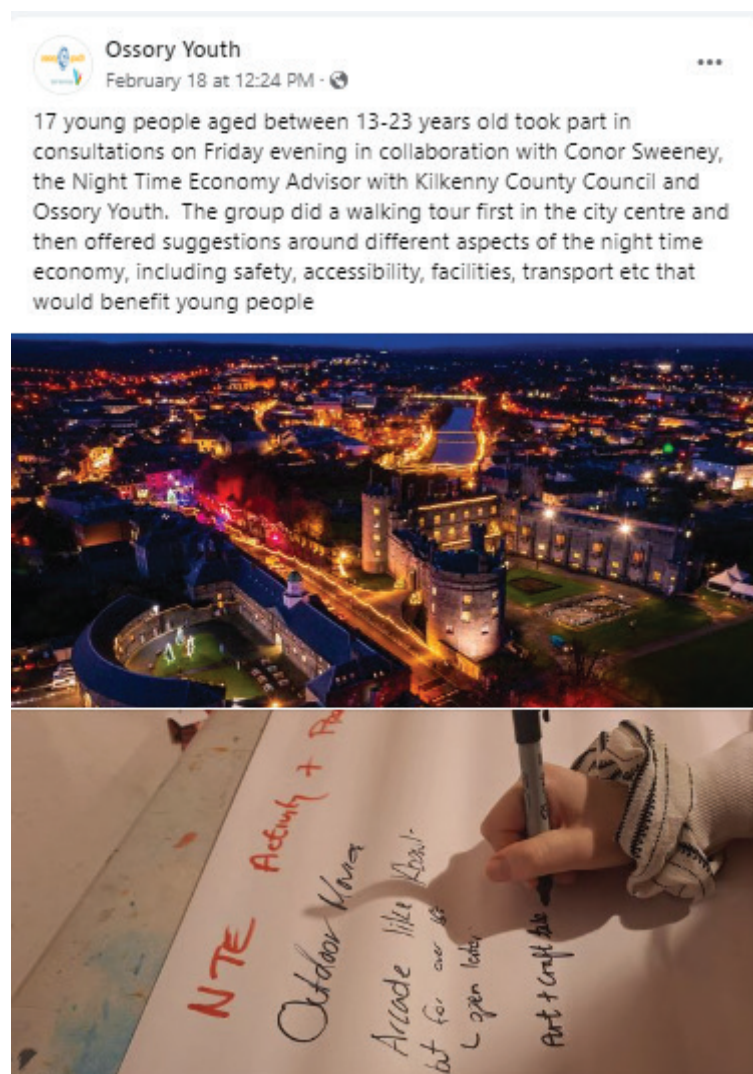 Ossory Youth
February 18 at 12:24 PM ·
17 young people aged between 13-23 years old took part in
consultations on Friday evening in collaboration with Conor Sweeney,
the Night Time Economy Advisor with Kilkenny County Council and
Ossory Youth. The group did a walking tour first in the city centre and
then offered suggestions around different aspects of the night time
economy, including safety, accessibility, facilities, transport etc that
would benefit young people
NTE Activity +
Outdoor Movie
Arcade like
but for over
open later
Art + Craft